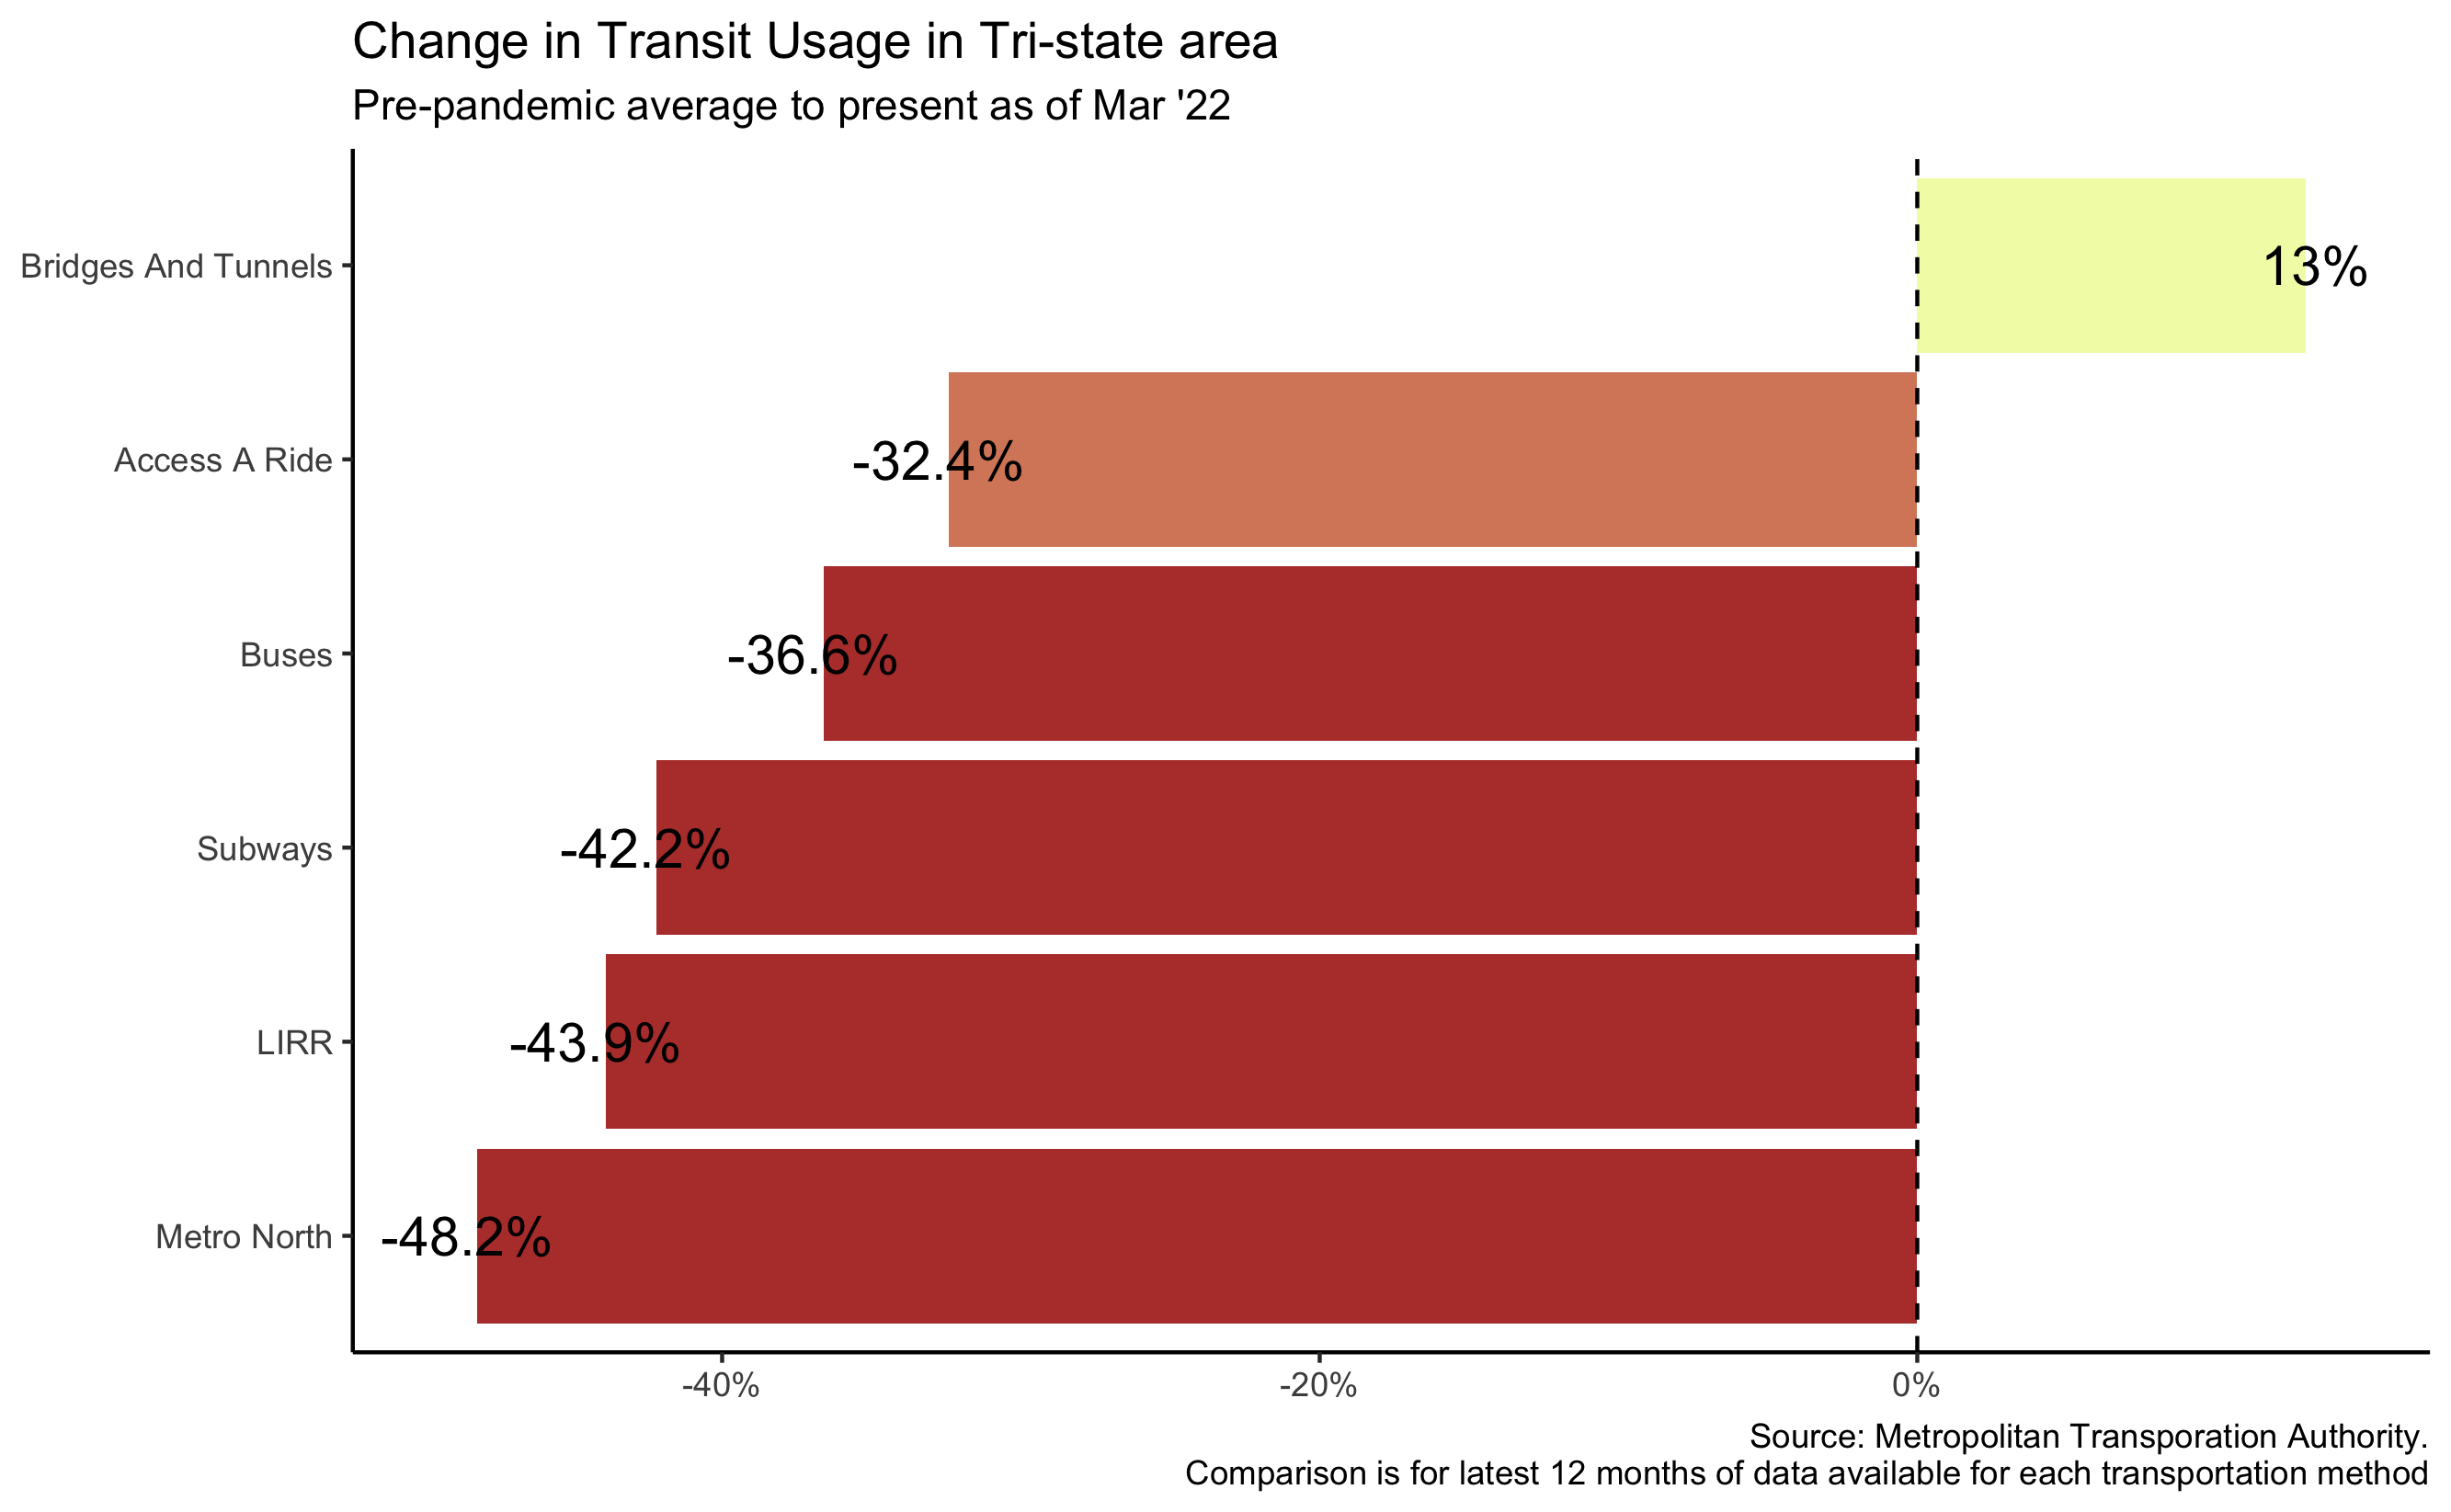 Change in Transit Usage in Tri-state area
Pre-pandemic average to present as of Mar '22
Bridges And Tunnels
13%
Access A Ride
-32.4%
Buses
-36.6%
Subways
-42.2%
LIRR
-43.9%
Metro North
-48.2%
-40%
-20%
0%
Source: Metropolitan Transporation Authority.
Comparison is for latest 12 months of data available for each transportation method